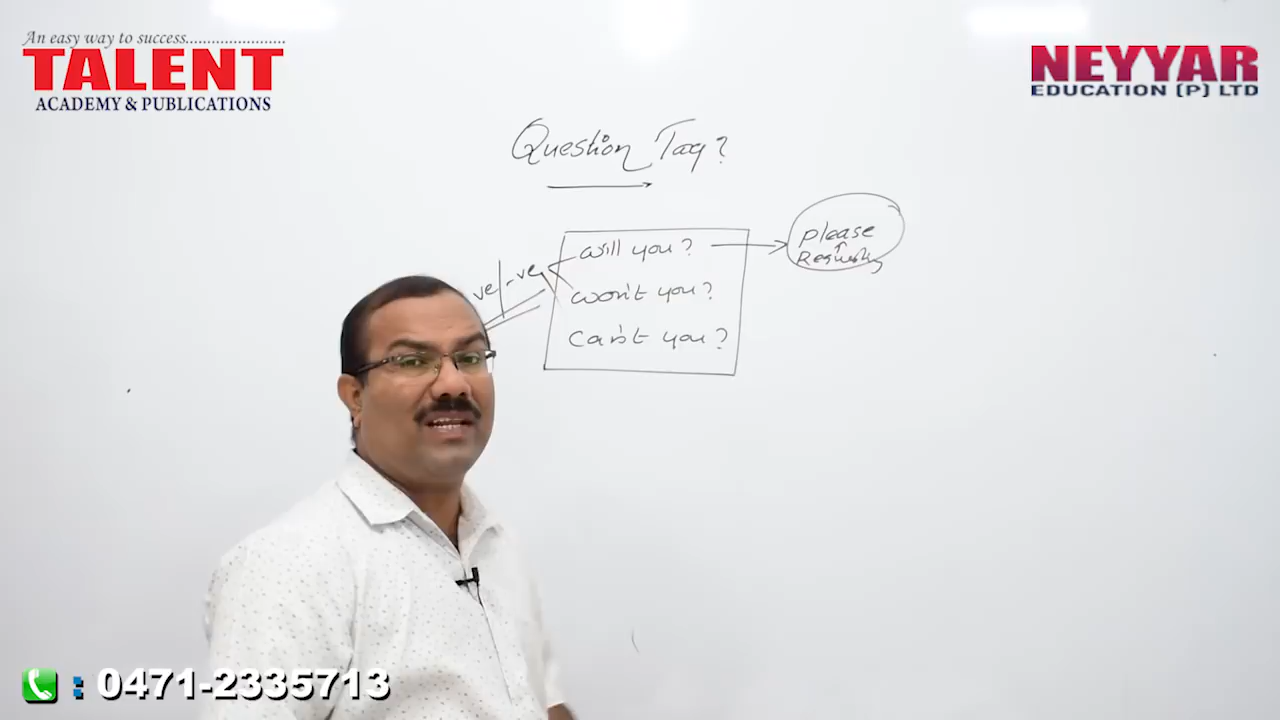 An easy way to success.......................
TALENT
ACADEMY & PUBLICATIONS
NEYYAR
EDUCATION (P) LTD
Question Tag?
will you?
won't you?
can't you?
please
ve/-ve
: 0471-2335713